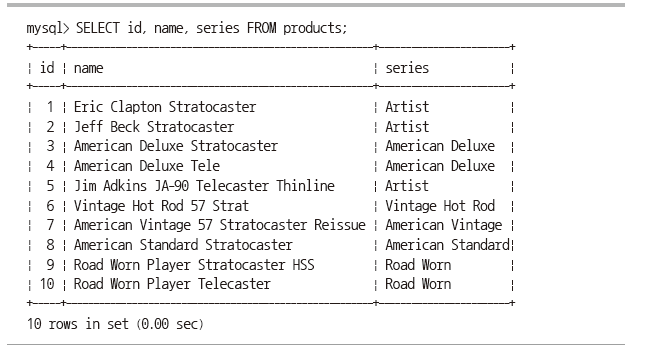 mysql> SELECT id, name, series FROM products;
+----+--------------------------------------------+-------------------+
| id | name | series |
+----+--------------------------------------------+-------------------+
| 1 | Eric Clapton Stratocaster | Artist |
| 2 | Jeff Beck Stratocaster | Artist |
| 3 | American Deluxe Stratocaster | American Deluxe |
| 4 | American Deluxe Tele | American Deluxe |
| 5 | Jim Adkins JA-90 Telecaster Thinline | Artist |
| 6 | Vintage Hot Rod 57 Strat | Vintage Hot Rod |
| 7 | American Vintage 57 Stratocaster Reissue | American Vintage |
| 8 | American Standard Stratocaster | American Standard|
| 9 | Road Worn Player Stratocaster HSS | Road Worn |
| 10 | Road Worn Player Telecaster | Road Worn |
+----+--------------------------------------------+-------------------+
10 rows in set (0.00 sec)